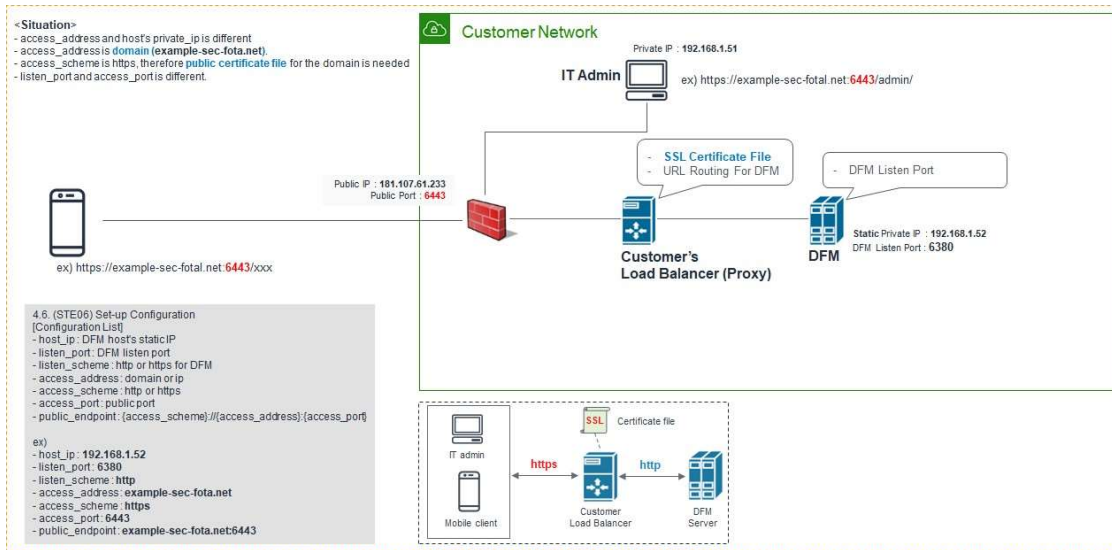 <Situation>
- access_address and host's private_ip is different
- access_address is domain (example-sec-fota.net).
- access_scheme is https, therefore public certificate file for the domain is needed
- listen_port and access_port is different.
Customer Network
Private IP : 192.168.1.51
IT Admin
ex) https://example-sec-fotal.net:6443/admin/
- SSL Certificate File
- URL Routing For DFM
- DFM Listen Port
Public IP : 181.107.61.233
Public Port : 6443
Static Private IP : 192.168.1.52
DFM Listen Port : 6380
Customer's
Load Balancer (Proxy)
DFM
ex) https://example-sec-fotal.net:6443/xxx
4.6. (STE06) Set-up Configuration
[Configuration List]
- host_ip : DFM host's static IP
- listen_port : DFM listen port
- listen_scheme : http or https for DFM
- access_address : domain or ip
- access_scheme : http or https
- access_port : public port
- public_endpoint : {access_scheme}://{access_address}:{access_port}
ex)
- host_ip : 192.168.1.52
- listen_port : 6380
- listen_scheme : http
- access_address : example-sec-fota.net
- access_scheme : https
- access_port : 6443
- public_endpoint : example-sec-fota.net:6443
SSL
Certificate file
IT admin
https
http
Mobile client
Customer
Load Balancer
DFM
Server